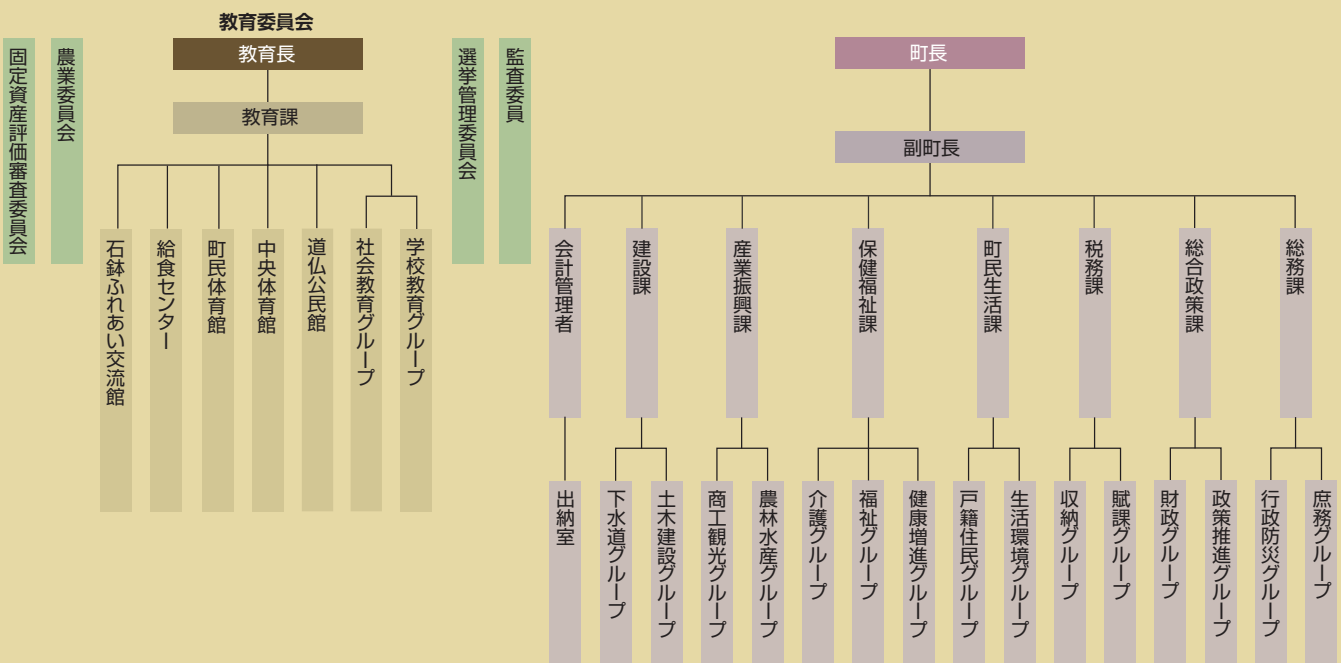 教育委員会
教育長
教育課
固定資産評価審査委員会
農業委員会
石鉢ふれあい交流館
給食センター
町民体育館
中央体育館
道仏公民館
社会教育グループ
学校教育グループ
選挙管理委員会
監査委員
町長
副町長
会計管理者
建設課
産業振興課
保健福祉課
町民生活課
税務課
総合政策課
総務課
出納室
下水道グループ
土木建設グループ
商工観光グループ
農林水産グループ
介護グループ
福祉グループ
健康増進グループ
戸籍住民グループ
生活環境グループ
収納グループ
賦課グループ
財政グループ
政策推進グループ
行政防災グループ
庶務グループ